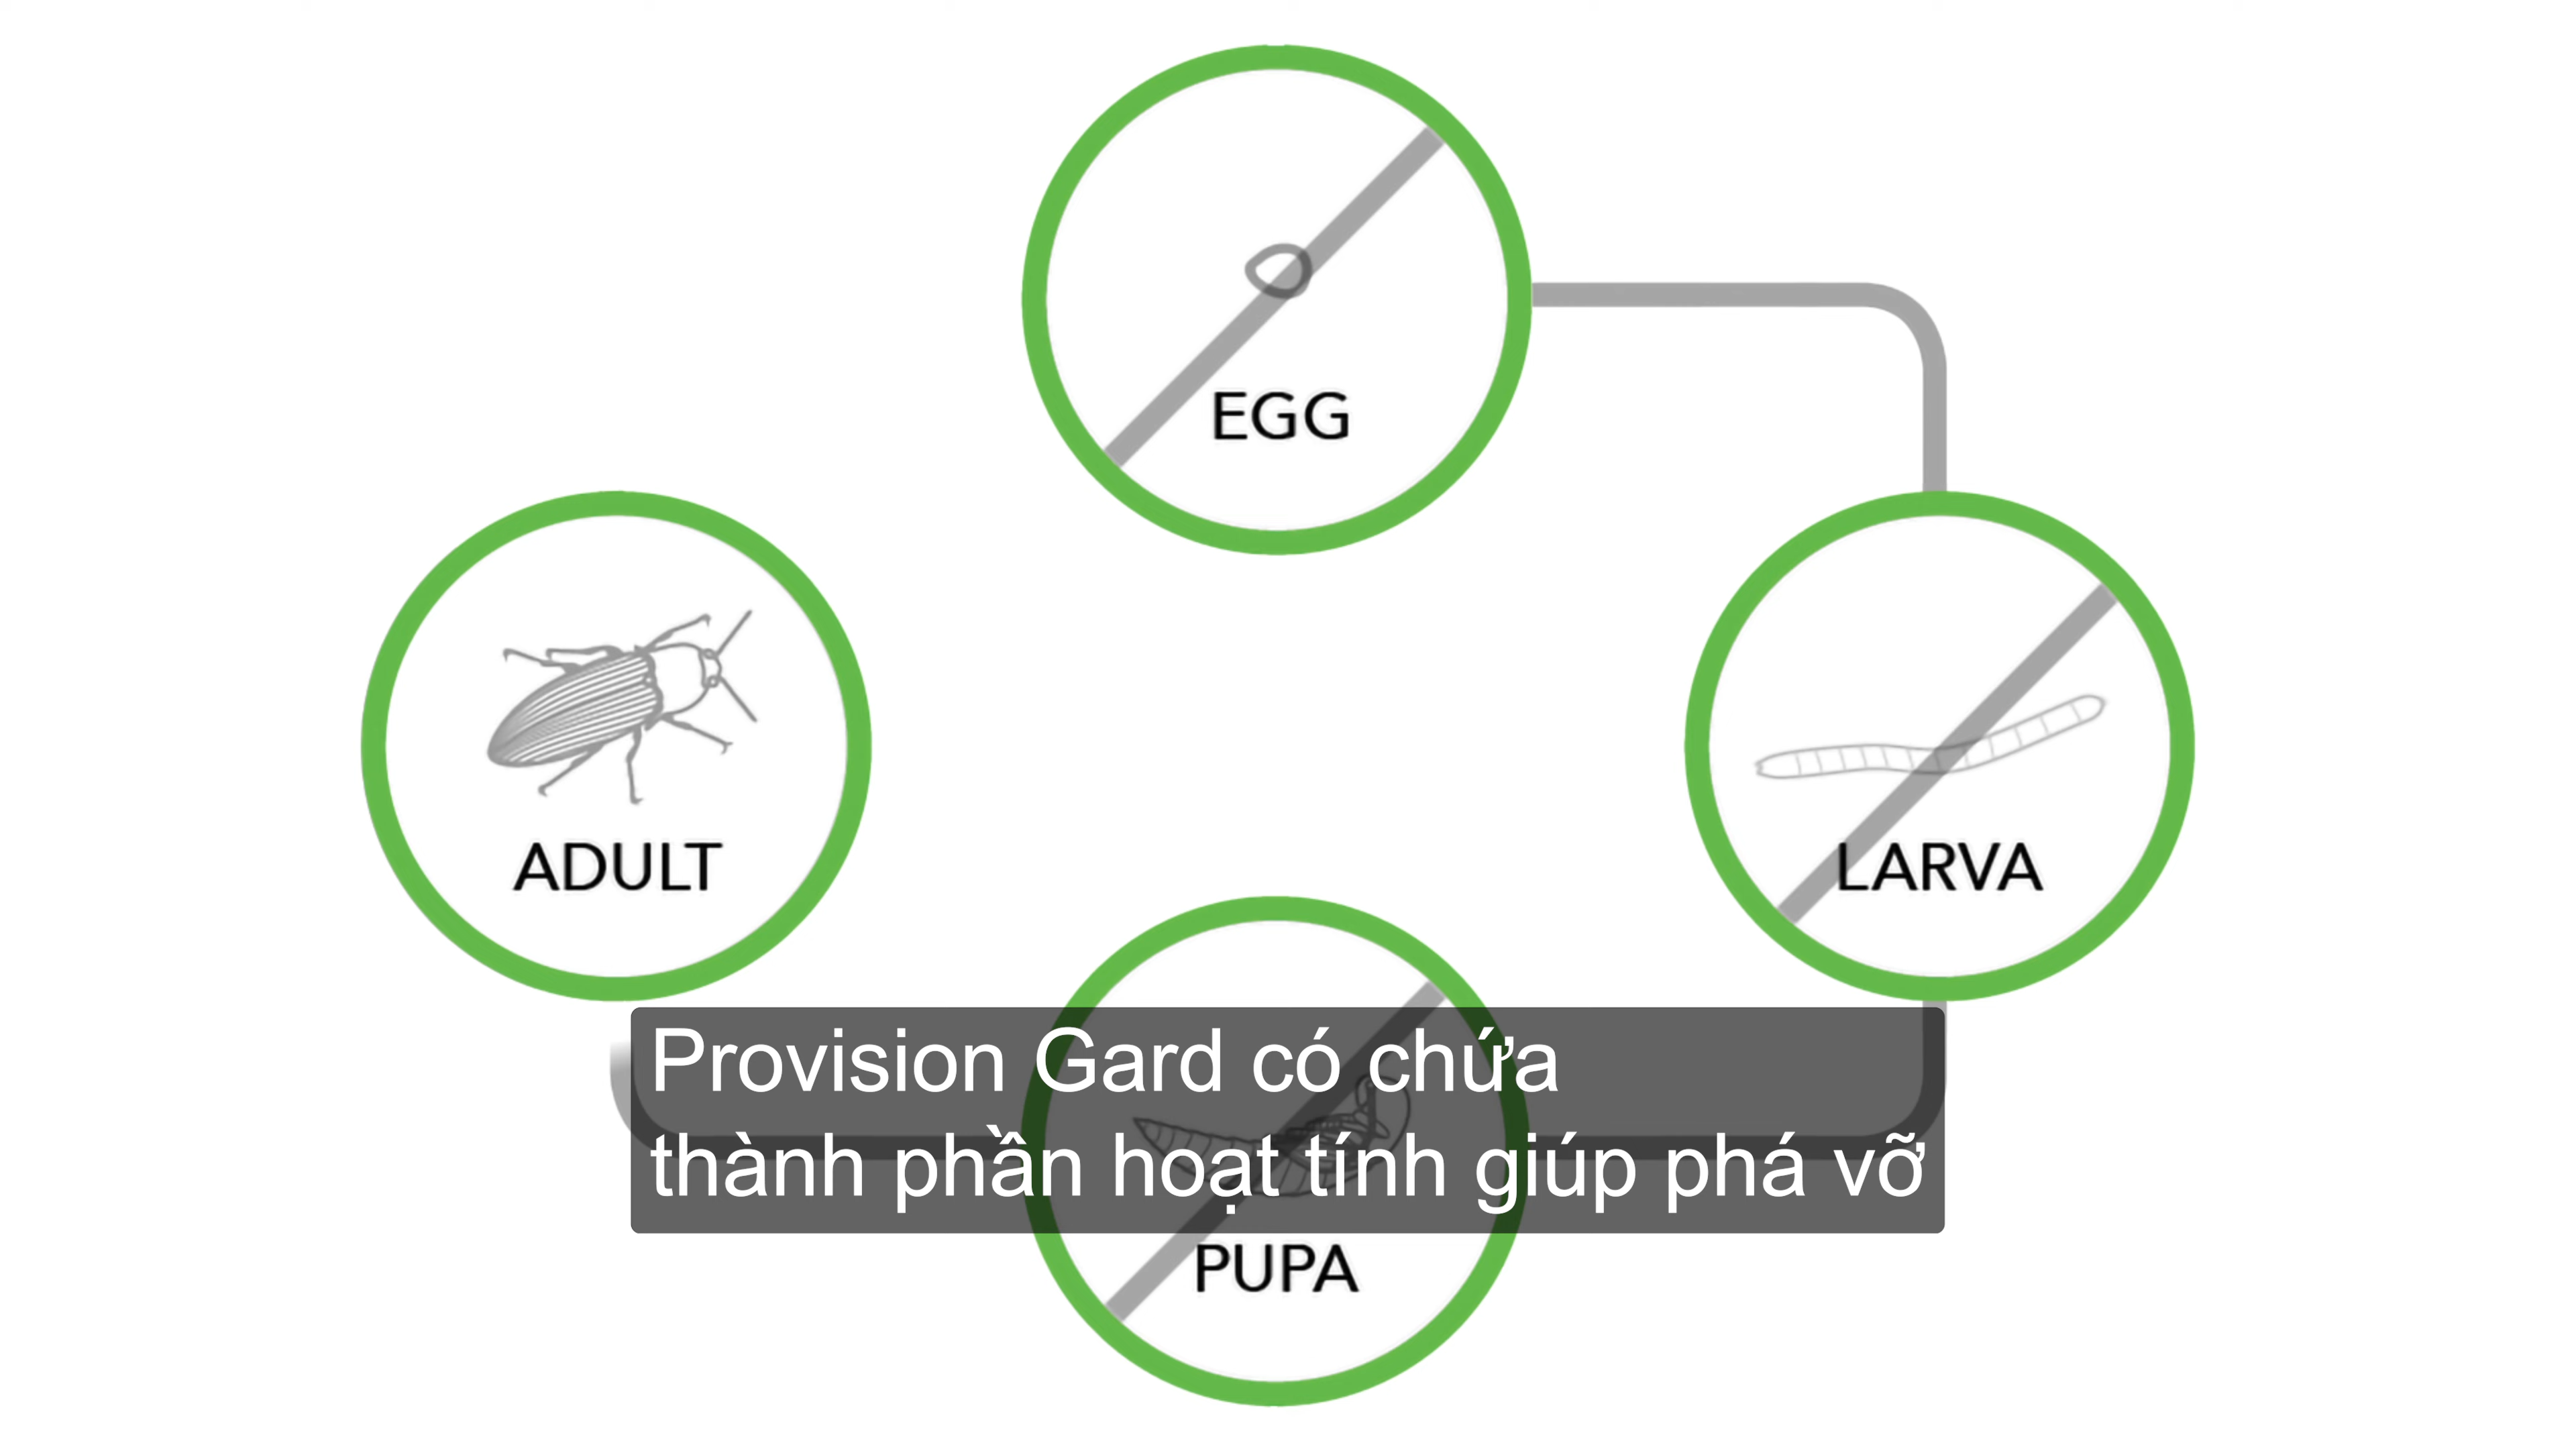 EGG
ADULT
LARVA
Provision Gard có chứa
thành phần hoạt tính giúp phá vỡ
PUPA